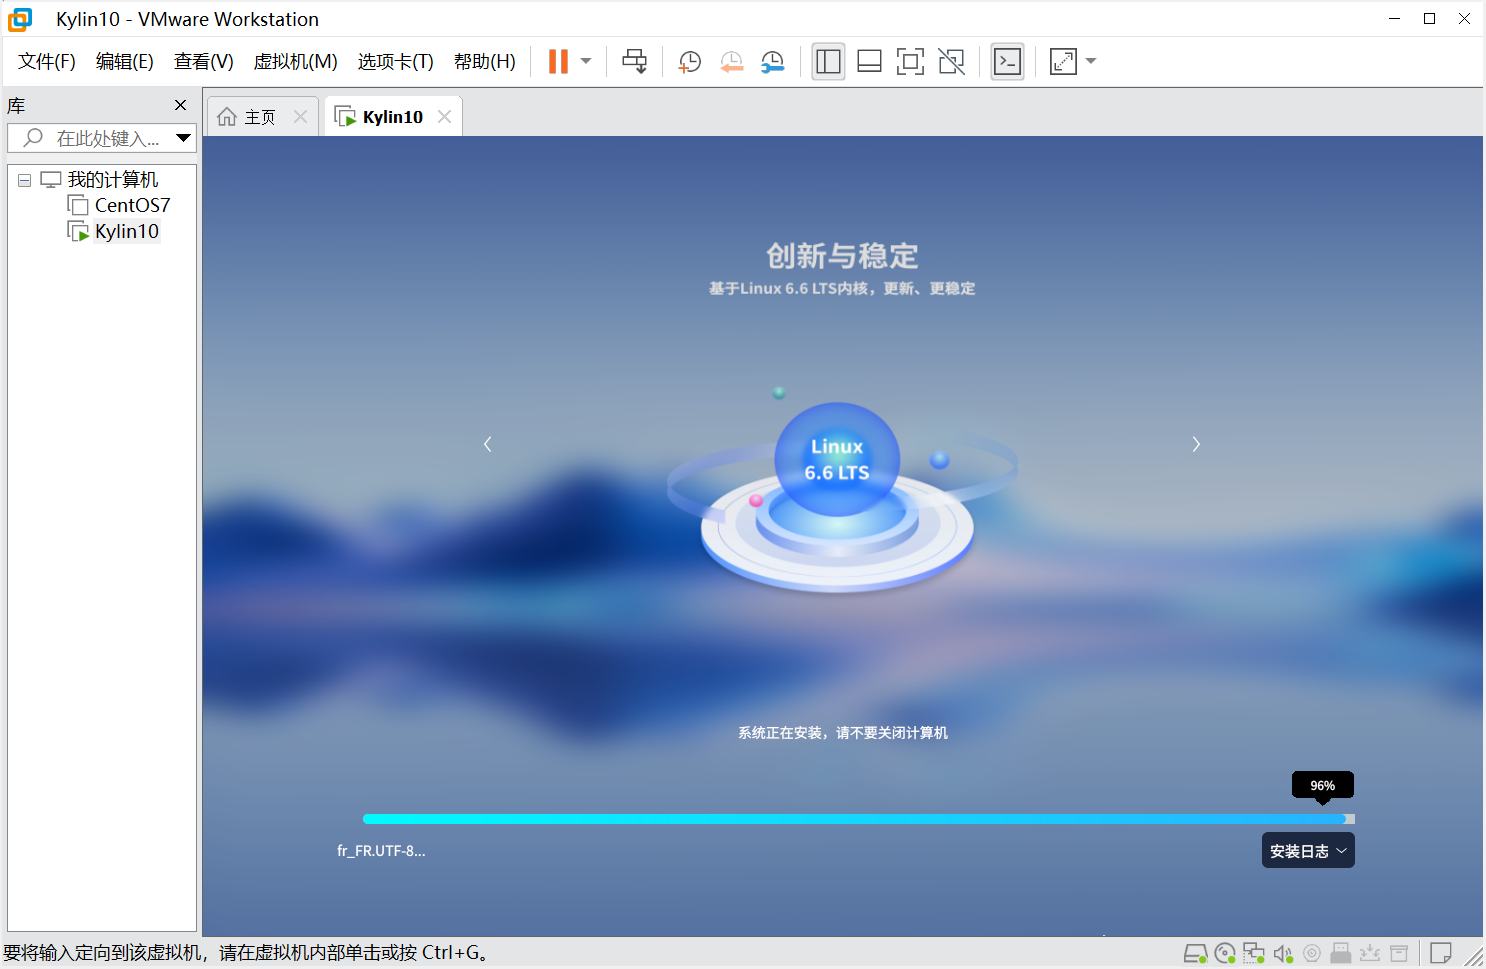 Kylin10 - VMware Workstation
文件(F) 编辑(E) 查看(V) 虚拟机(M) 选项卡(T) 帮助(H)
库
在此处键入...
我的计算机
CentOS7
Kylin10
主页
Kylin10
创新与稳定
基于Linux 6.6 LTS内核，更新、更稳定
Linux
6.6 LTS
系统正在安装，请不要关闭计算机
96%
fr_FR.UTF-8...
安装日志
要将输入定向到该虚拟机，请在虚拟机内部单击或按 Ctrl+G。